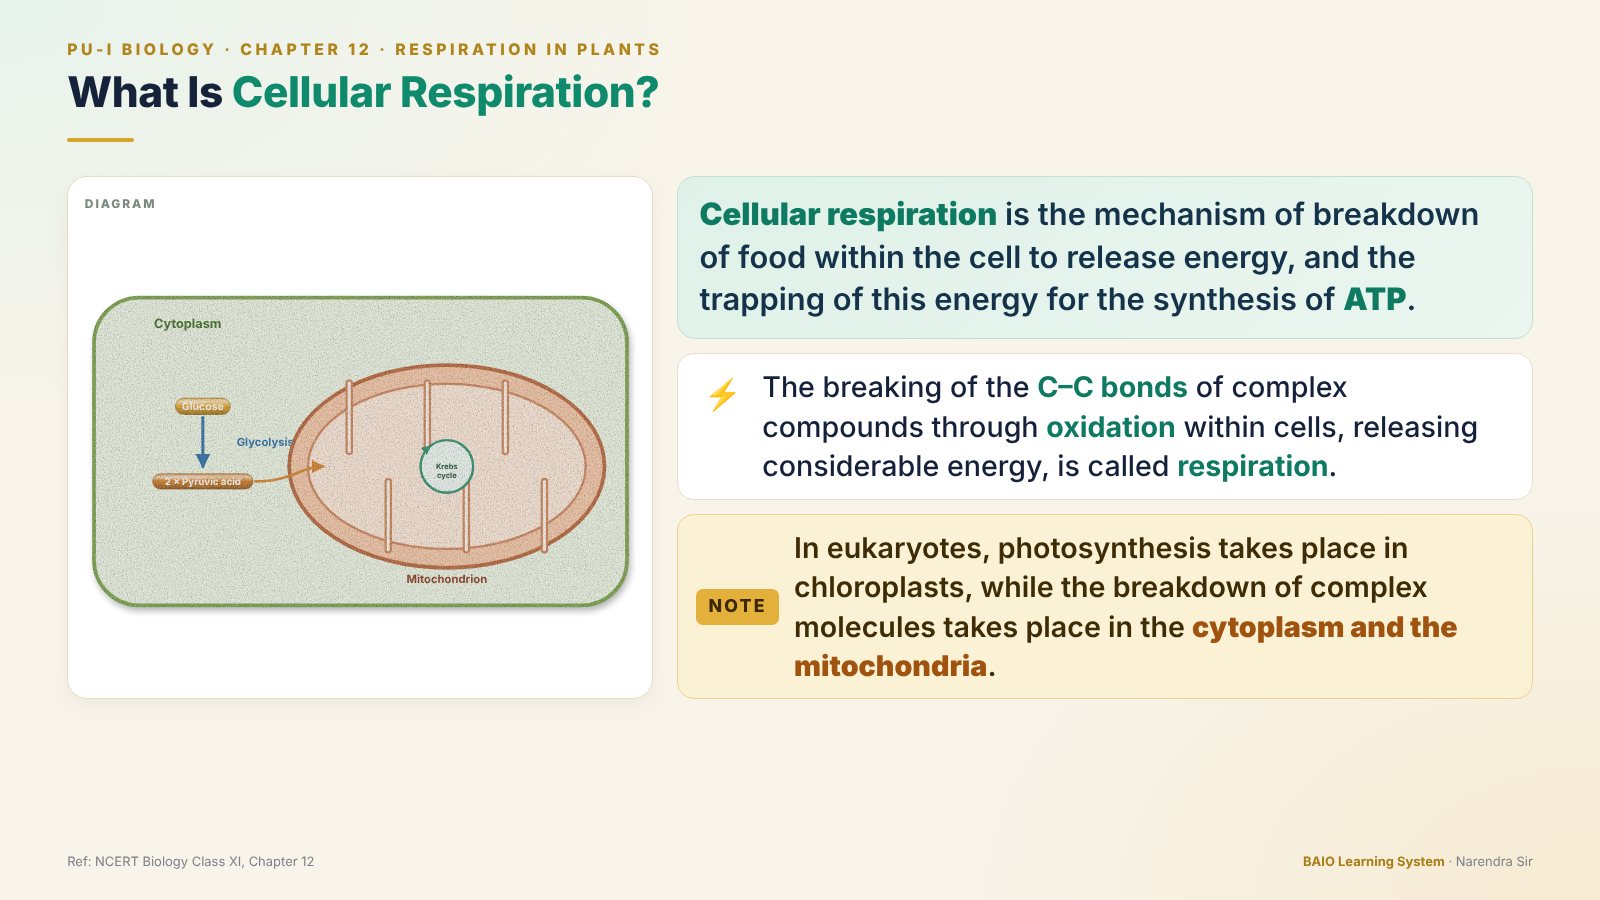 PU-I BIOLOGY · CHAPTER 12 · RESPIRATION IN PLANTS
What Is Cellular Respiration?
DIAGRAM
Cytoplasm
Glucose
Glycolysis
2 × Pyruvic acid
Krebs
cycle
Mitochondrion
Cellular respiration is the mechanism of breakdown
of food within the cell to release energy, and the
trapping of this energy for the synthesis of ATP.
The breaking of the C–C bonds of complex
compounds through oxidation within cells, releasing
considerable energy, is called respiration.
NOTE
In eukaryotes, photosynthesis takes place in
chloroplasts, while the breakdown of complex
molecules takes place in the cytoplasm and the
mitochondria.
Ref: NCERT Biology Class XI, Chapter 12
BAIO Learning System · Narendra Sir